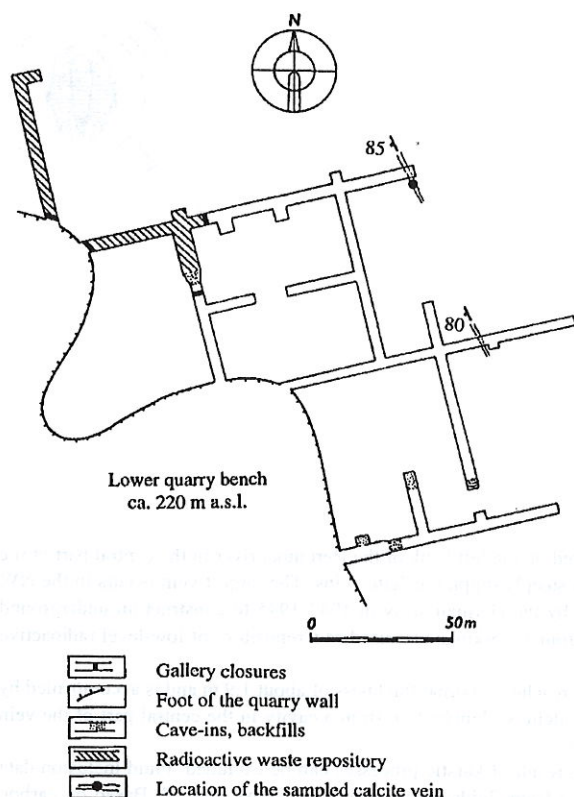 N
85
80
Lower quarry bench
ca. 220 m a.s.l.
0 50 m
Gallery closures
Foot of the quarry wall
Cave-ins, backfills
Radioactive waste repository
Location of the sampled calcite vein